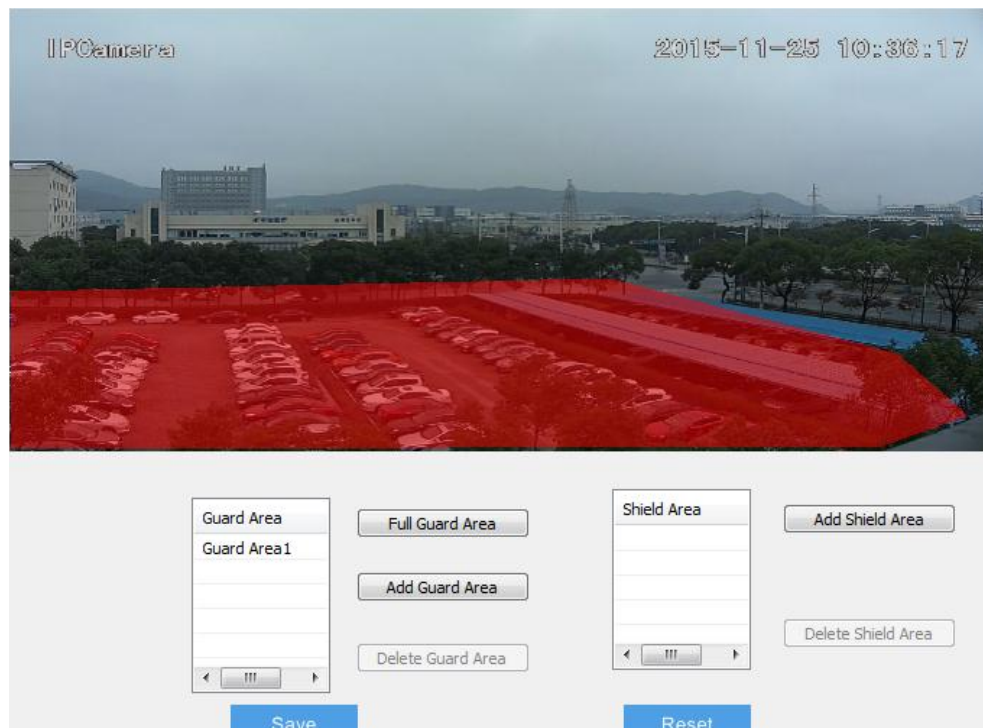 IPCamera
2015-11-25 10:36:17
Guard Area
Guard Area1
Full Guard Area
Add Guard Area
Delete Guard Area
Shield Area
Add Shield Area
Delete Shield Area
Save
Reset